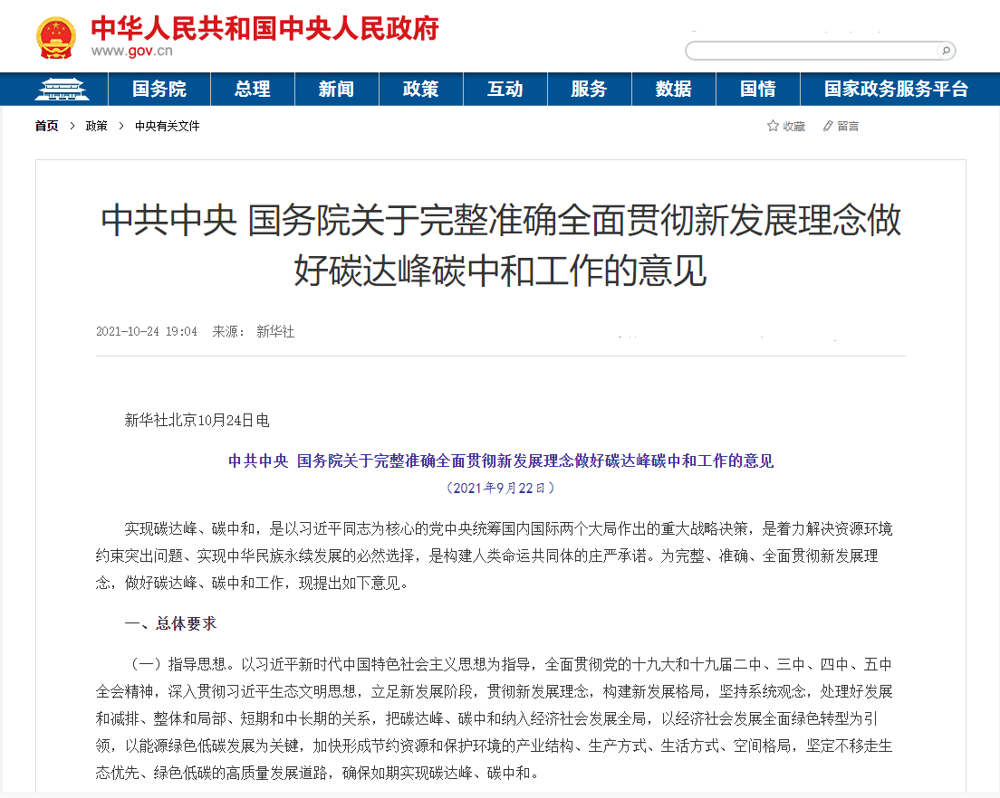 中华人民共和国中央人民政府
www.gov.cn
国务院 总理 新闻 政策 互动 服务 数据 国情 国家政务服务平台
首页 > 政策 > 中央有关文件 收藏 留言
中共中央 国务院关于完整准确全面贯彻新发展理念做
好碳达峰碳中和工作的意见
2021-10-24 19:04 来源： 新华社
新华社北京10月24日电
中共中央 国务院关于完整准确全面贯彻新发展理念做好碳达峰碳中和工作的意见
（2021年9月22日）
实现碳达峰、碳中和，是以习近平同志为核心的党中央统筹国内国际两个大局作出的重大战略决策，是着力解决资源环境
约束突出问题、实现中华民族永续发展的必然选择，是构建人类命运共同体的庄严承诺。为完整、准确、全面贯彻新发展理
念，做好碳达峰、碳中和工作，现提出如下意见。
一、总体要求
（一）指导思想。以习近平新时代中国特色社会主义思想为指导，全面贯彻党的十九大和十九届二中、三中、四中、五中
全会精神，深入贯彻习近平生态文明思想，立足新发展阶段，贯彻新发展理念，构建新发展格局，坚持系统观念，处理好发展
和减排、整体和局部、短期和中长期的关系，把碳达峰、碳中和纳入经济社会发展全局，以经济社会发展全面绿色转型为引
领，以能源绿色低碳发展为关键，加快形成节约资源和保护环境的产业结构、生产方式、生活方式、空间格局，坚定不移走生
态优先、绿色低碳的高质量发展道路，确保如期实现碳达峰、碳中和。